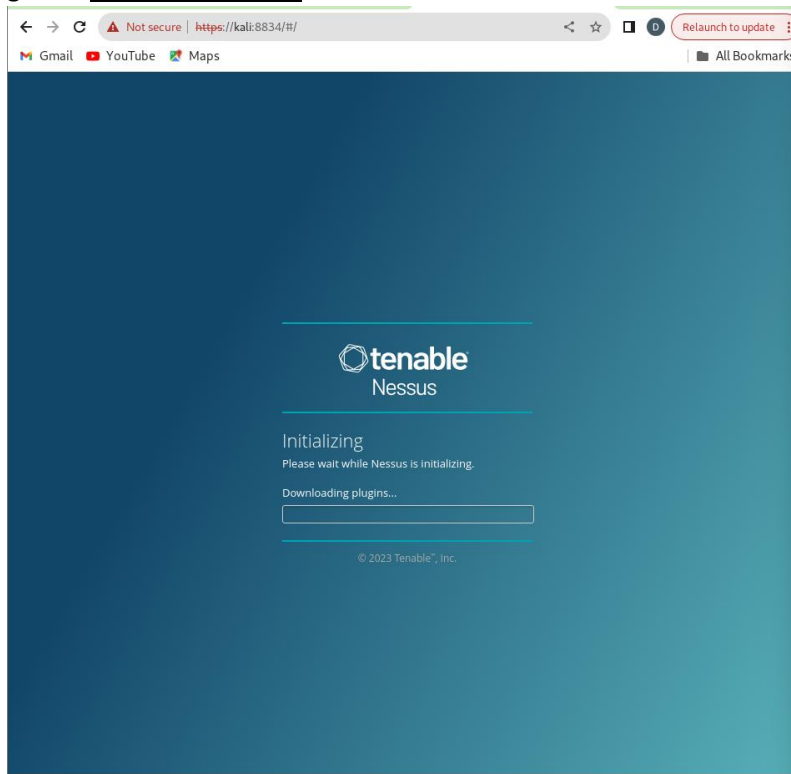 Not secure | https://kali:8834/#/
D
Relaunch to update
Gmail YouTube Maps
All Bookmarks
tenable
Nessus
Initializing
Please wait while Nessus is initializing.
Downloading plugins...
© 2023 Tenable™, Inc.